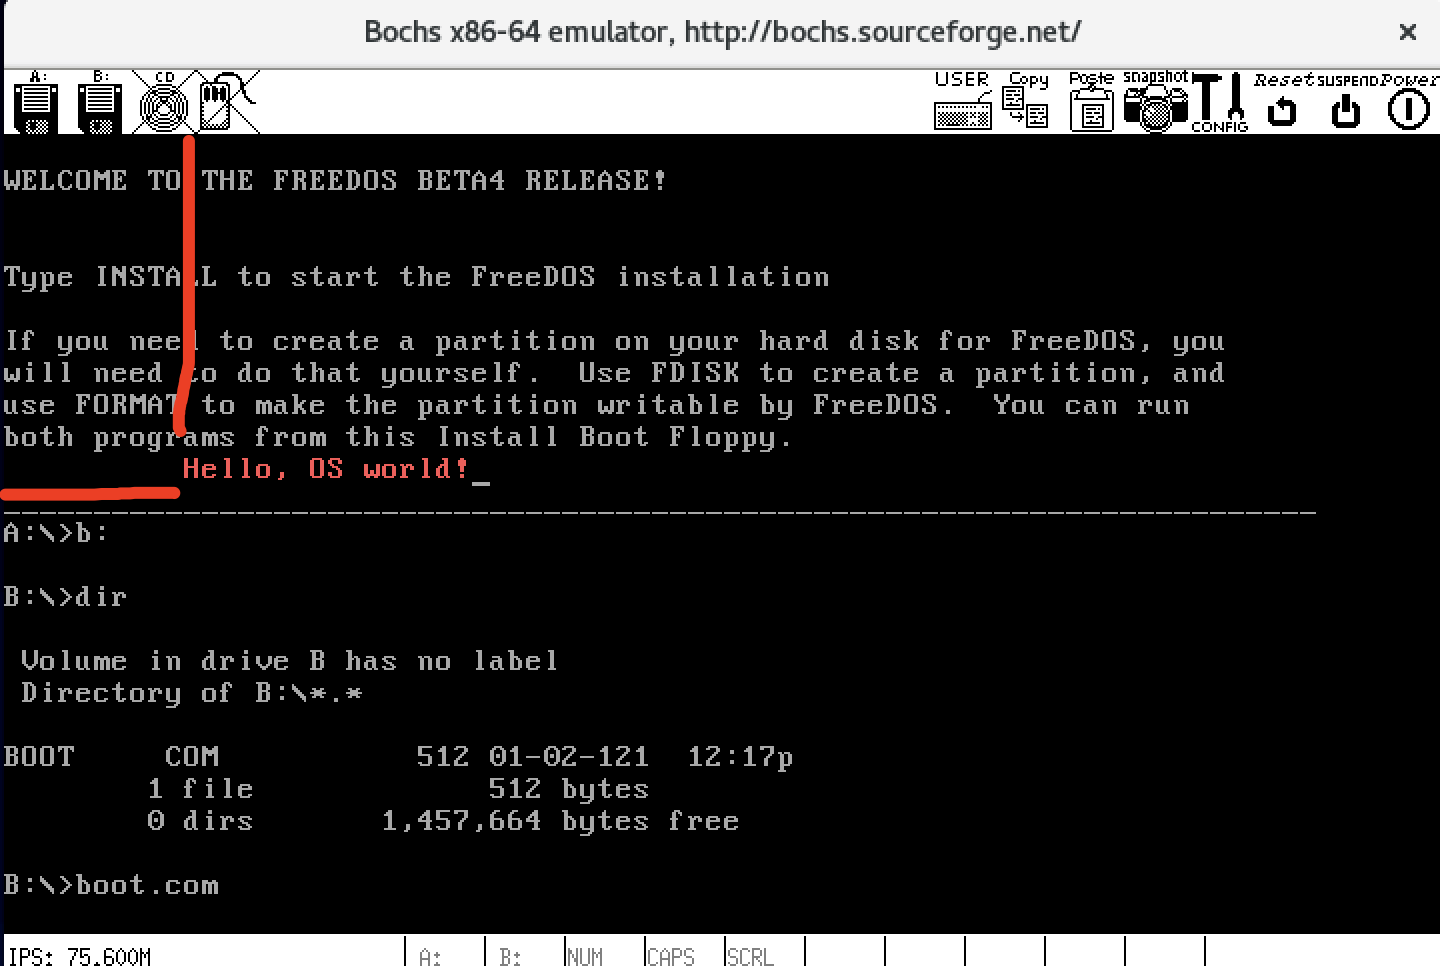 Bochs x86-64 emulator, http://bochs.sourceforge.net/ ×
A: B: CD USER Copy Paste snapshot CONFIG Reset SUSPEND Power
WELCOME TO THE FREEDOS BETA4 RELEASE!
Type INSTALL to start the FreeDOS installation
If you need to create a partition on your hard disk for FreeDOS, you
will need to do that yourself.  Use FDISK to create a partition, and
use FORMAT to make the partition writable by FreeDOS.  You can run
both programs from this Install Boot Floppy.
Hello, OS world!_
A:\>b:
B:\>dir
Volume in drive B has no label
Directory of B:\*.*
BOOT     COM           512 01-02-121  12:17p
1 file             512 bytes
0 dirs       1,457,664 bytes free
B:\>boot.com
IPS: 75.600M A: B: NUM CAPS SCRL